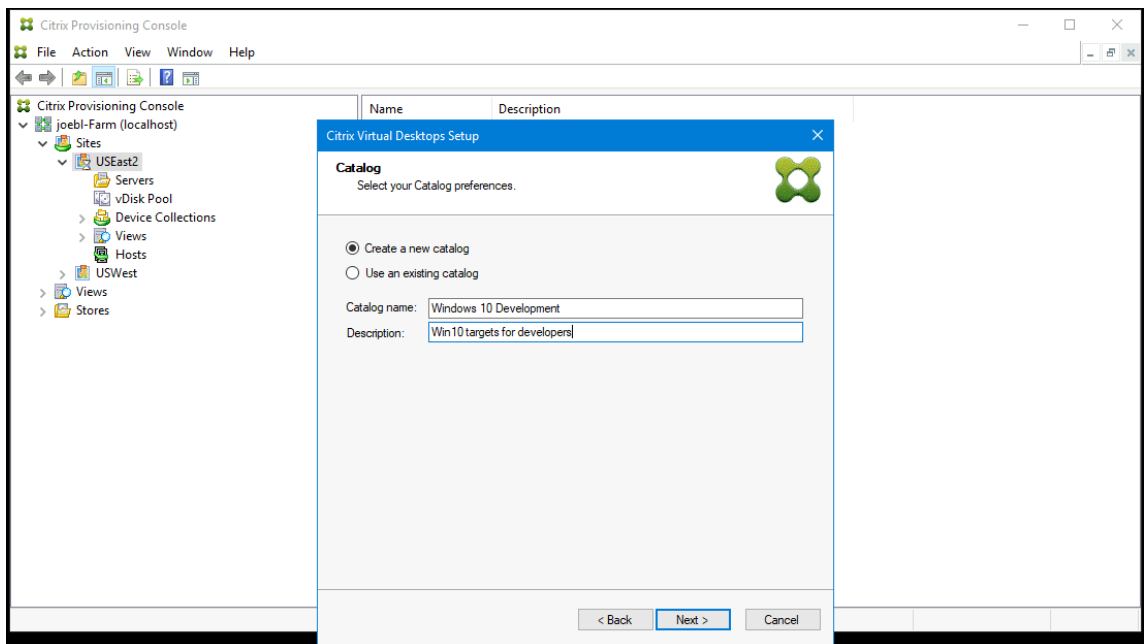 Citrix Provisioning Console
File Action View Window Help
Citrix Provisioning Console
joebl-Farm (localhost)
Sites
USEast2
Servers
vDisk Pool
Device Collections
Views
Hosts
USWest
Views
Stores
Name Description
Citrix Virtual Desktops Setup
Catalog
Select your Catalog preferences.
Create a new catalog
Use an existing catalog
Catalog name: Windows 10 Development
Description: Win10 targets for developers
< Back Next > Cancel